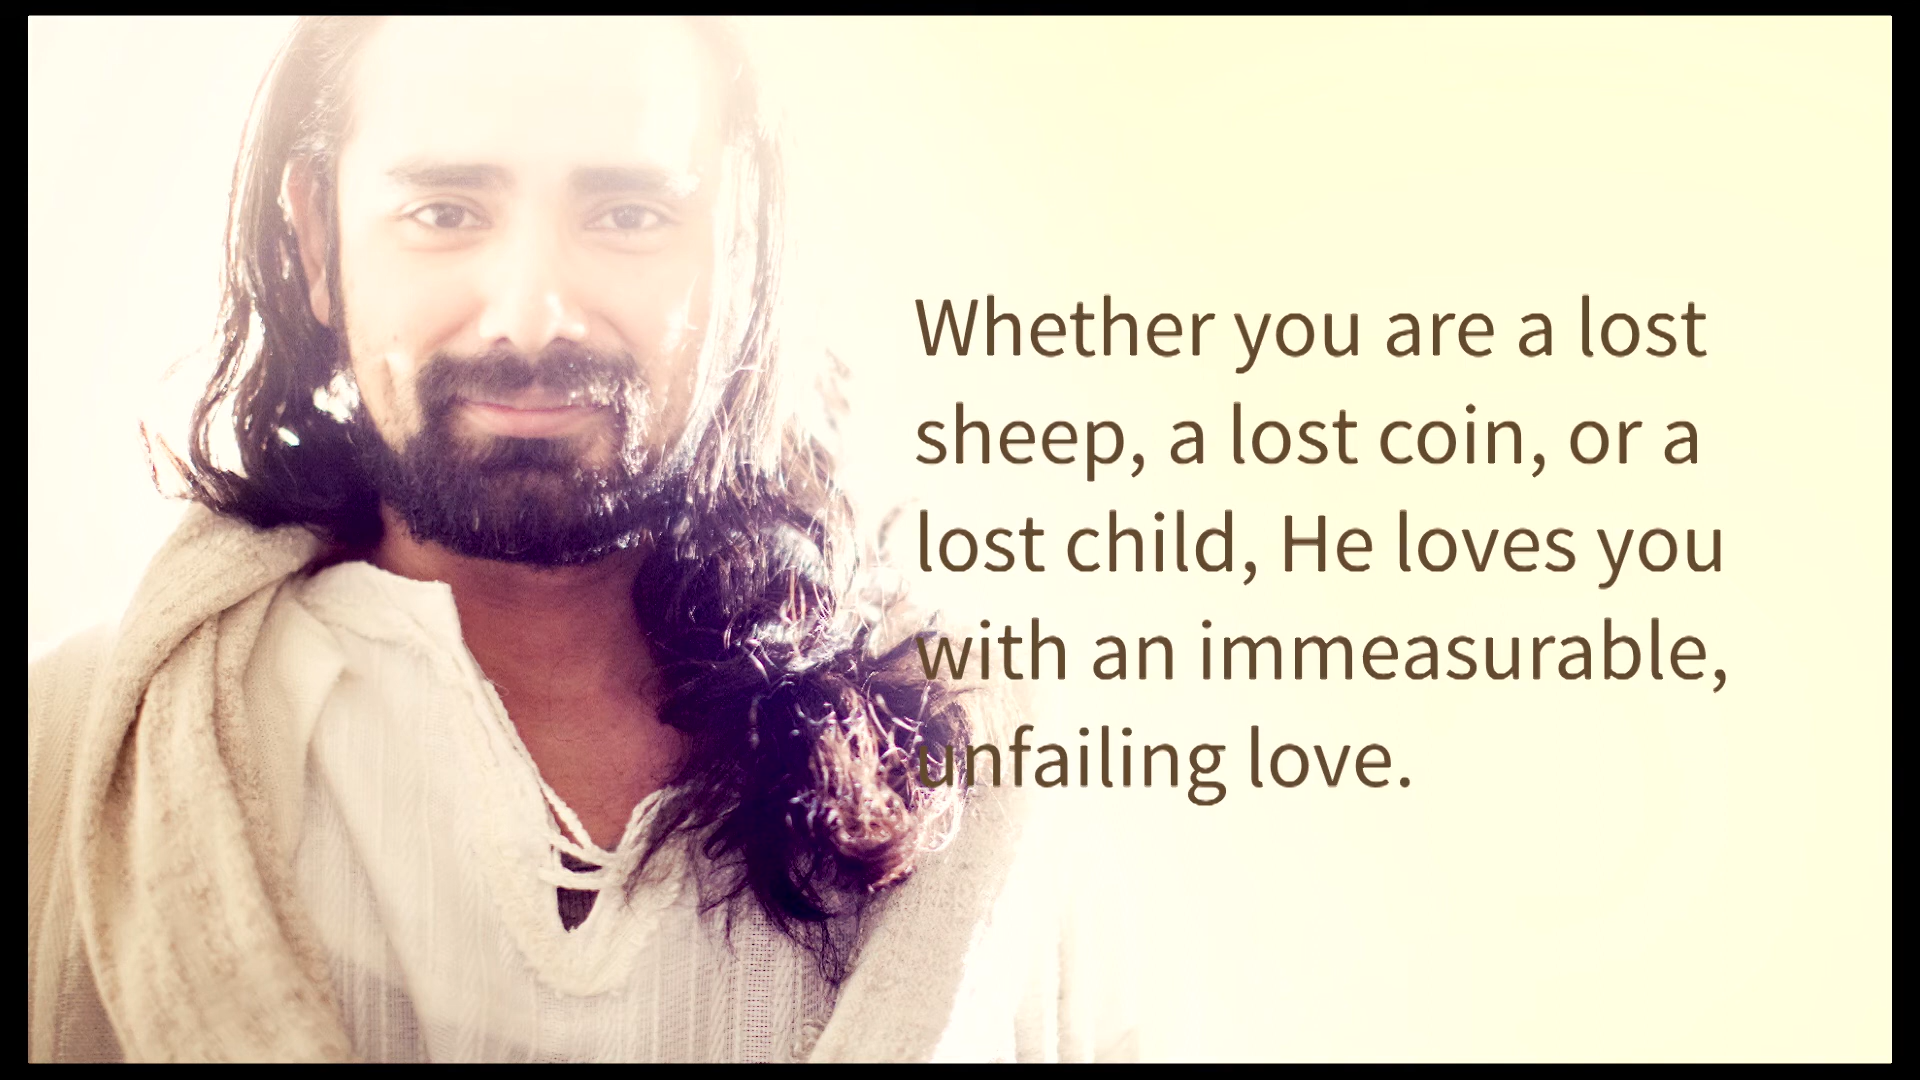 Whether you are a lost
sheep, a lost coin, or a
lost child, He loves you
with an immeasurable,
unfailing love.